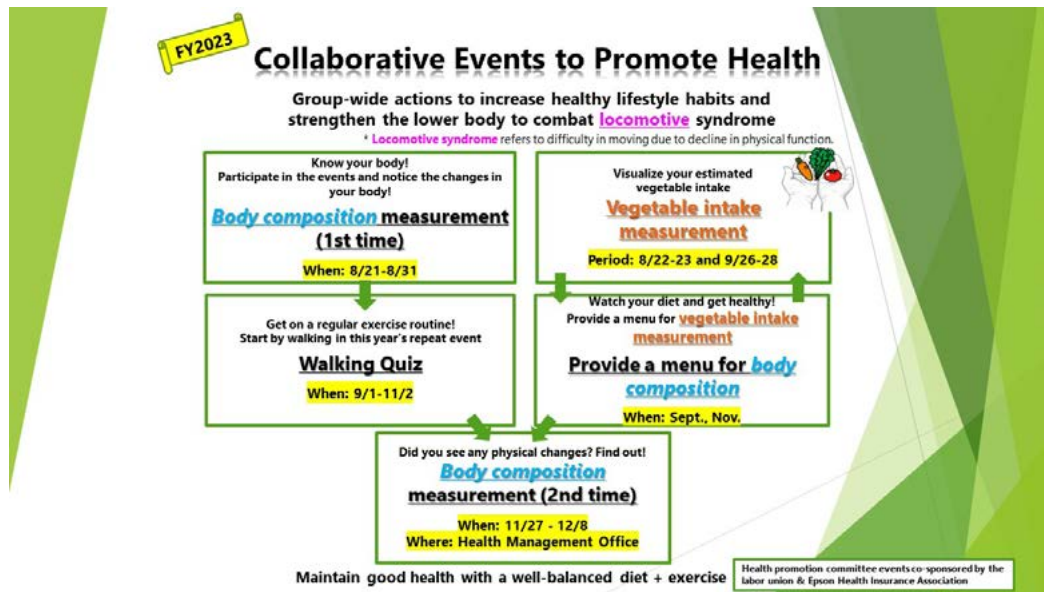 FY2023
Collaborative Events to Promote Health
Group-wide actions to increase healthy lifestyle habits and
strengthen the lower body to combat locomotive syndrome
* Locomotive syndrome refers to difficulty in moving due to decline in physical function.
Know your body!
Participate in the events and notice the changes in
your body!
Body composition measurement
(1st time)
When: 8/21-8/31
Visualize your estimated
vegetable intake
Vegetable intake
measurement
Period: 8/22-23 and 9/26-28
Get on a regular exercise routine!
Start by walking in this year's repeat event
Walking Quiz
When: 9/1-11/2
Watch your diet and get healthy!
Provide a menu for vegetable intake
measurement
Provide a menu for body
composition
When: Sept., Nov.
Did you see any physical changes? Find out!
Body composition
measurement (2nd time)
When: 11/27 - 12/8
Where: Health Management Office
Maintain good health with a well-balanced diet + exercise
Health promotion committee events co-sponsored by the
labor union & Epson Health Insurance Association